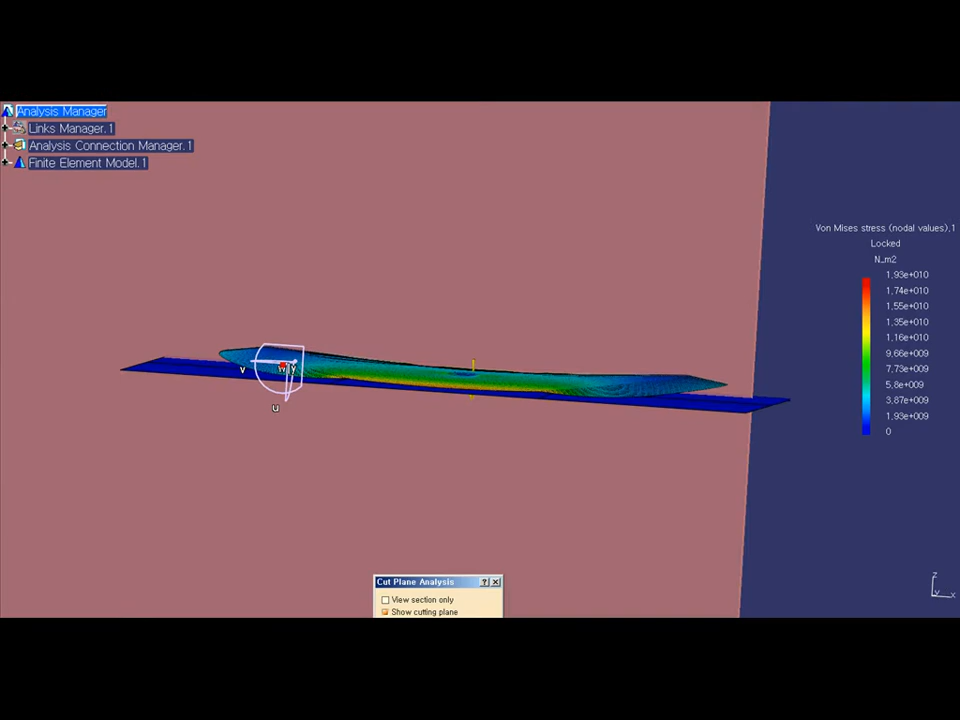 Analysis Manager
Links Manager.1
Analysis Connection Manager.1
Finite Element Model.1
Von Mises stress (nodal values).1
Locked
N_m2
1.93e+010
1.74e+010
1.55e+010
1.35e+010
1.16e+010
9.66e+009
7.73e+009
5.8e+009
3.87e+009
1.93e+009
0
v
w
y
u
Cut Plane Analysis
View section only
Show cutting plane
z
y
x